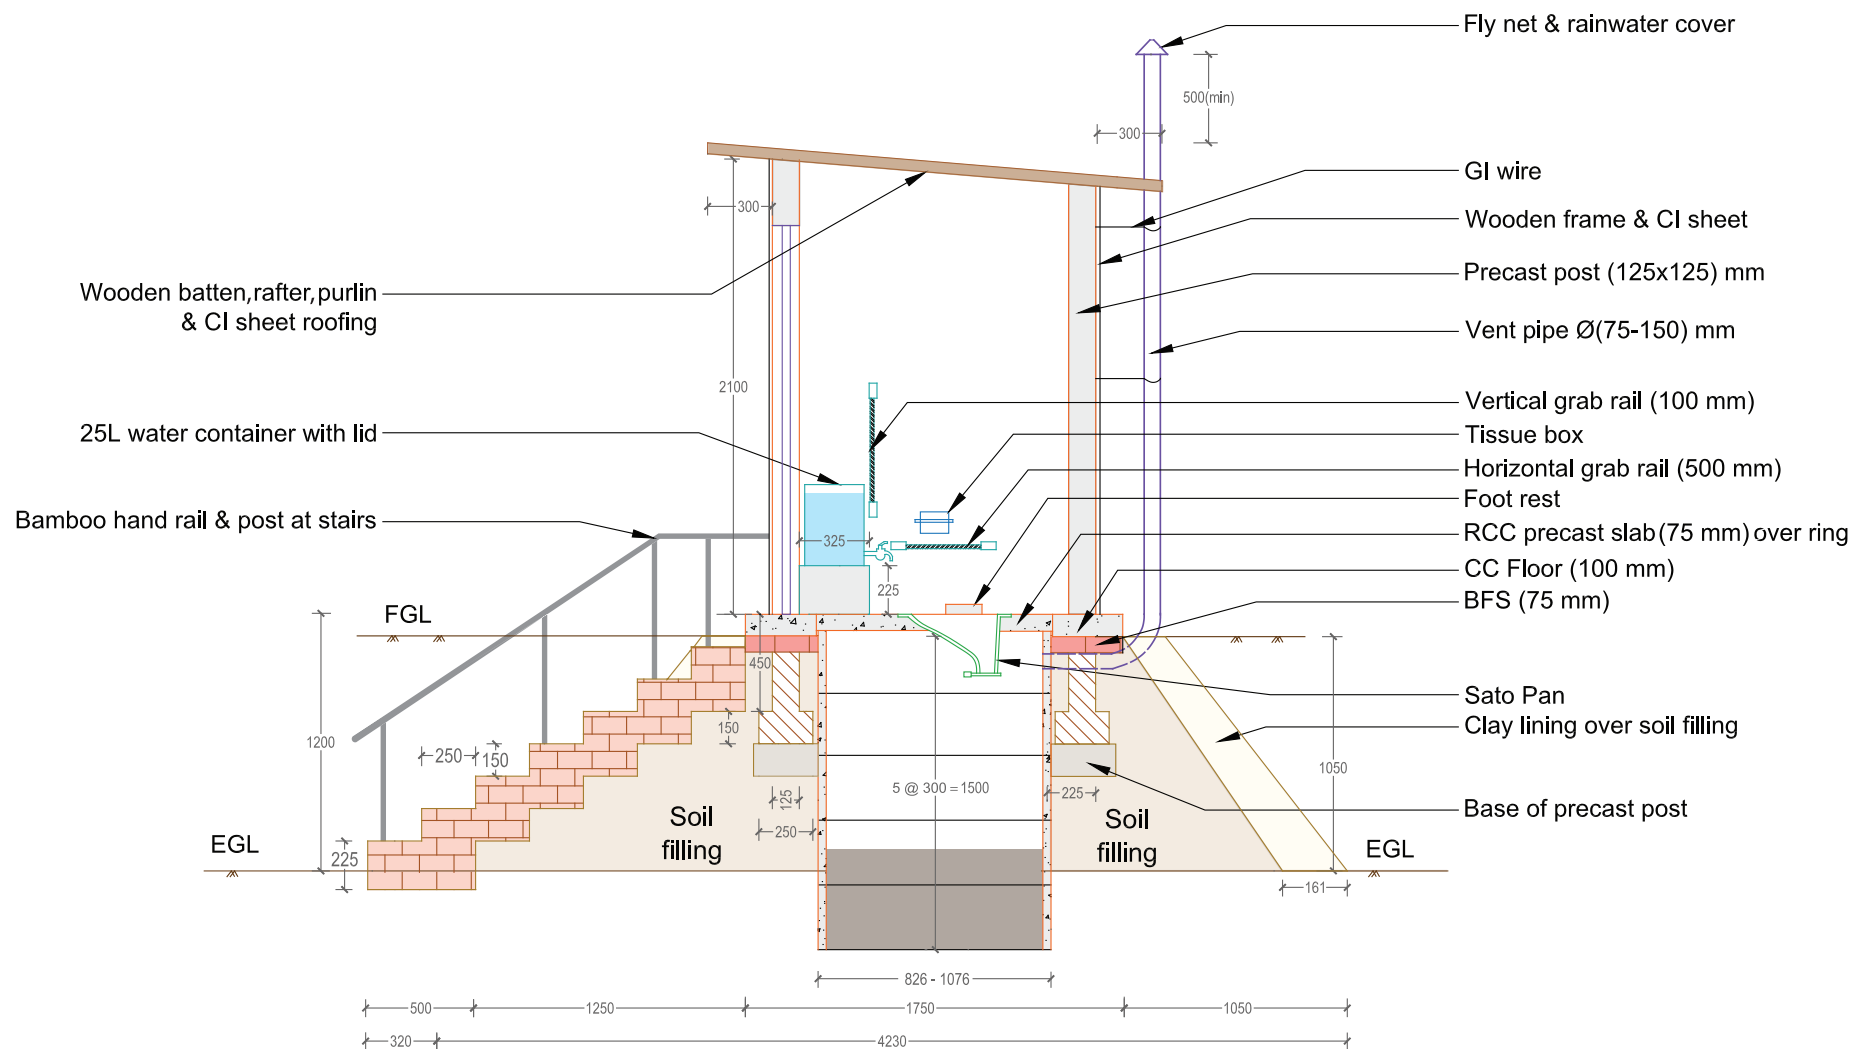 Fly net & rainwater cover
500(min)
300
GI wire
300
Wooden frame & CI sheet
Precast post (125x125) mm
Wooden batten,rafter,purlin
& CI sheet roofing
Vent pipe Ø(75-150) mm
2100
Vertical grab rail (100 mm)
25L water container with lid
Tissue box
Horizontal grab rail (500 mm)
Foot rest
Bamboo hand rail & post at stairs
325
RCC precast slab(75 mm) over ring
CC Floor (100 mm)
225
BFS (75 mm)
FGL
450
Sato Pan
Clay lining over soil filling
150
1200
250
150
1050
5 @ 300 = 1500
125
225
Base of precast post
Soil
filling
Soil
filling
250
EGL
225
EGL
161
826 - 1076
500
1250
1750
1050
320
4230